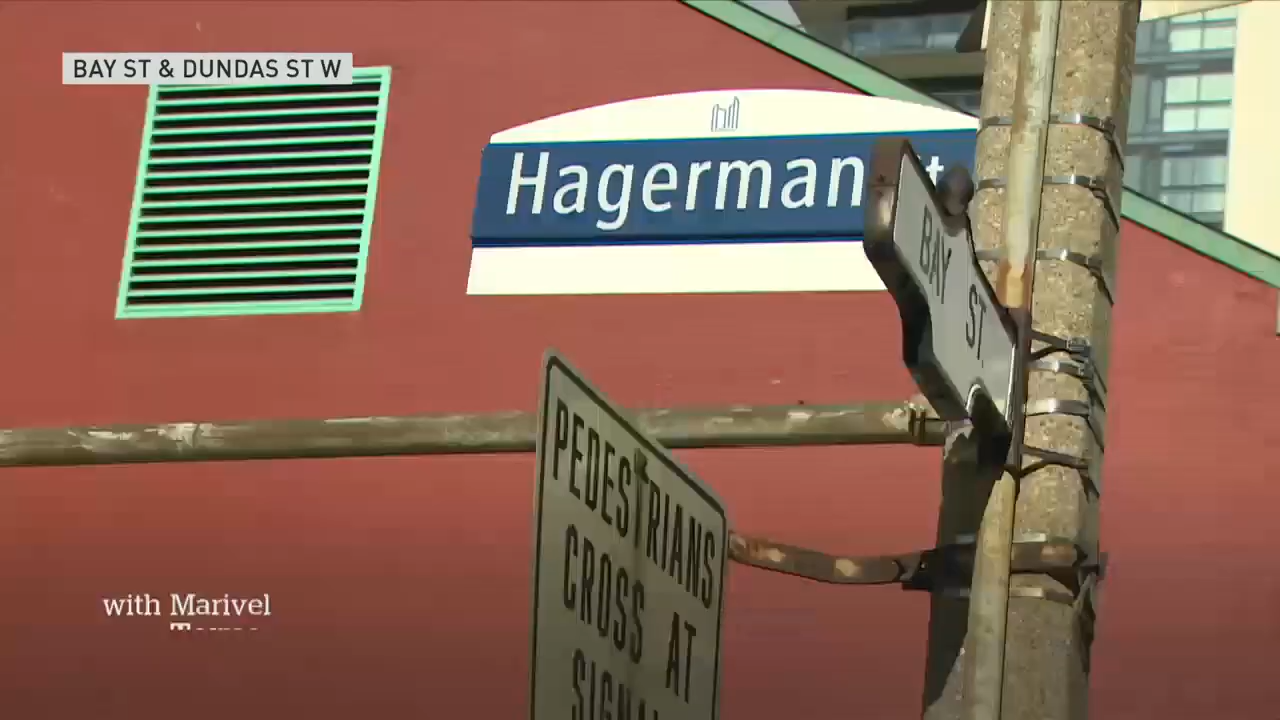 BAY ST & DUNDAS ST W
Hagerman
BAY ST.
PEDESTRIANS
CROSS AT
with Marivel